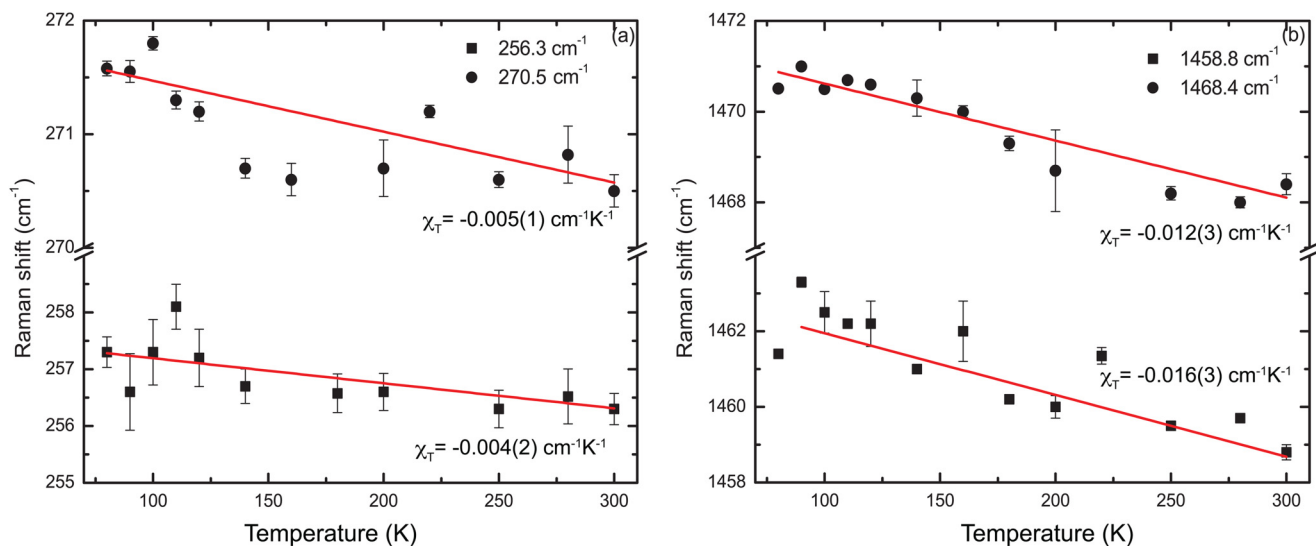 272
271
270
258
257
256
255
Raman shift (cm⁻¹)
(a)
256.3 cm⁻¹
270.5 cm⁻¹
χT= -0.005(1) cm⁻¹K⁻¹
χT= -0.004(2) cm⁻¹K⁻¹
100 150 200 250 300
Temperature (K)
1472
1470
1468
1462
1460
1458
Raman shift (cm⁻¹)
(b)
1458.8 cm⁻¹
1468.4 cm⁻¹
χT= -0.012(3) cm⁻¹K⁻¹
χT= -0.016(3) cm⁻¹K⁻¹
100 150 200 250 300
Temperature (K)